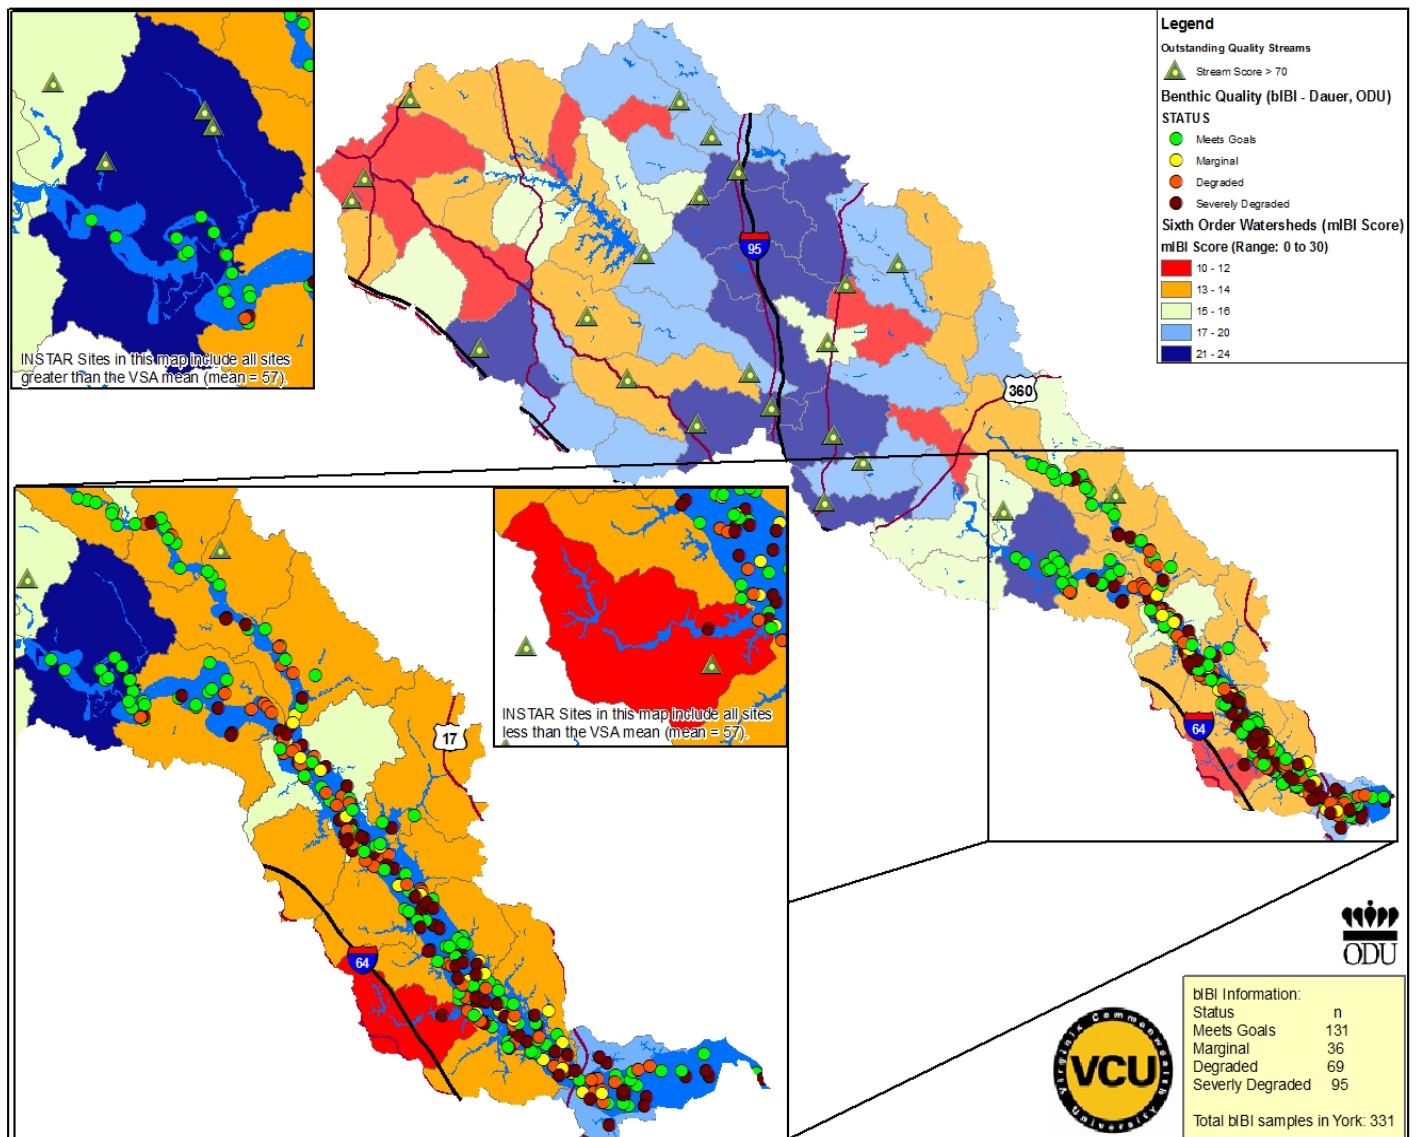 INSTAR Sites in this map include all sites
greater than the VSA mean (mean = 57).
95
360
Legend
Outstanding Quality Streams
Stream Score > 70
Benthic Quality (bIBI - Dauer, ODU)
STATUS
Meets Goals
Marginal
Degraded
Severely Degraded
Sixth Order Watersheds (mIBI Score)
mIBI Score (Range: 0 to 30)
10 - 12
13 - 14
15 - 16
17 - 20
21 - 24
INSTAR Sites in this map include all sites
less than the VSA mean (mean = 57).
17
64
64
ODU
Virginia Commonwealth
VCU
University
bIBI Information:
Status n
Meets Goals 131
Marginal 36
Degraded 69
Severly Degraded 95
Total bIBI samples in York: 331